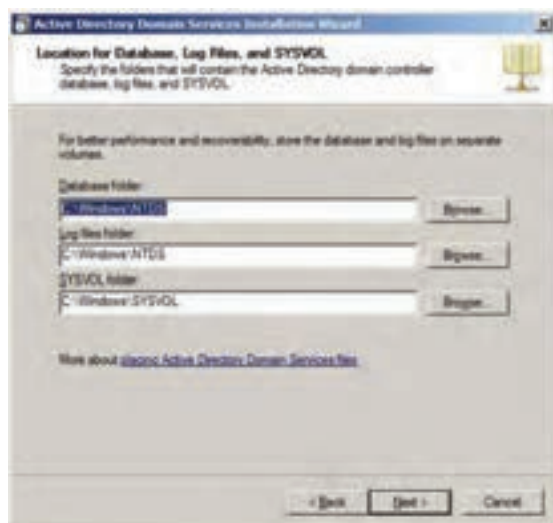 Active Directory Domain Services Installation Wizard
Location for Database, Log Files, and SYSVOL
Specify the folders that will contain the Active Directory domain controller
database, log files, and SYSVOL.
For better performance and recoverability, store the database and log files on separate
volumes.
Database folder:
C:\Windows\NTDS
Browse...
Log files folder:
C:\Windows\NTDS
Browse...
SYSVOL folder:
C:\Windows\SYSVOL
Browse...
More about placing Active Directory Domain Services files
< Back
Next >
Cancel